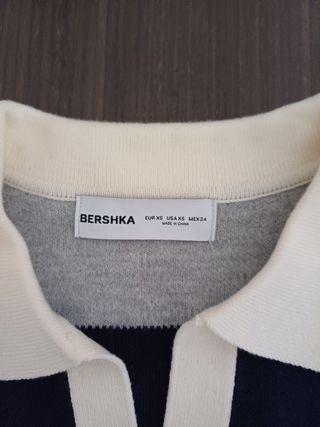 BERSHKA
EUR XS USA XS MEX 24
MADE IN CHINA